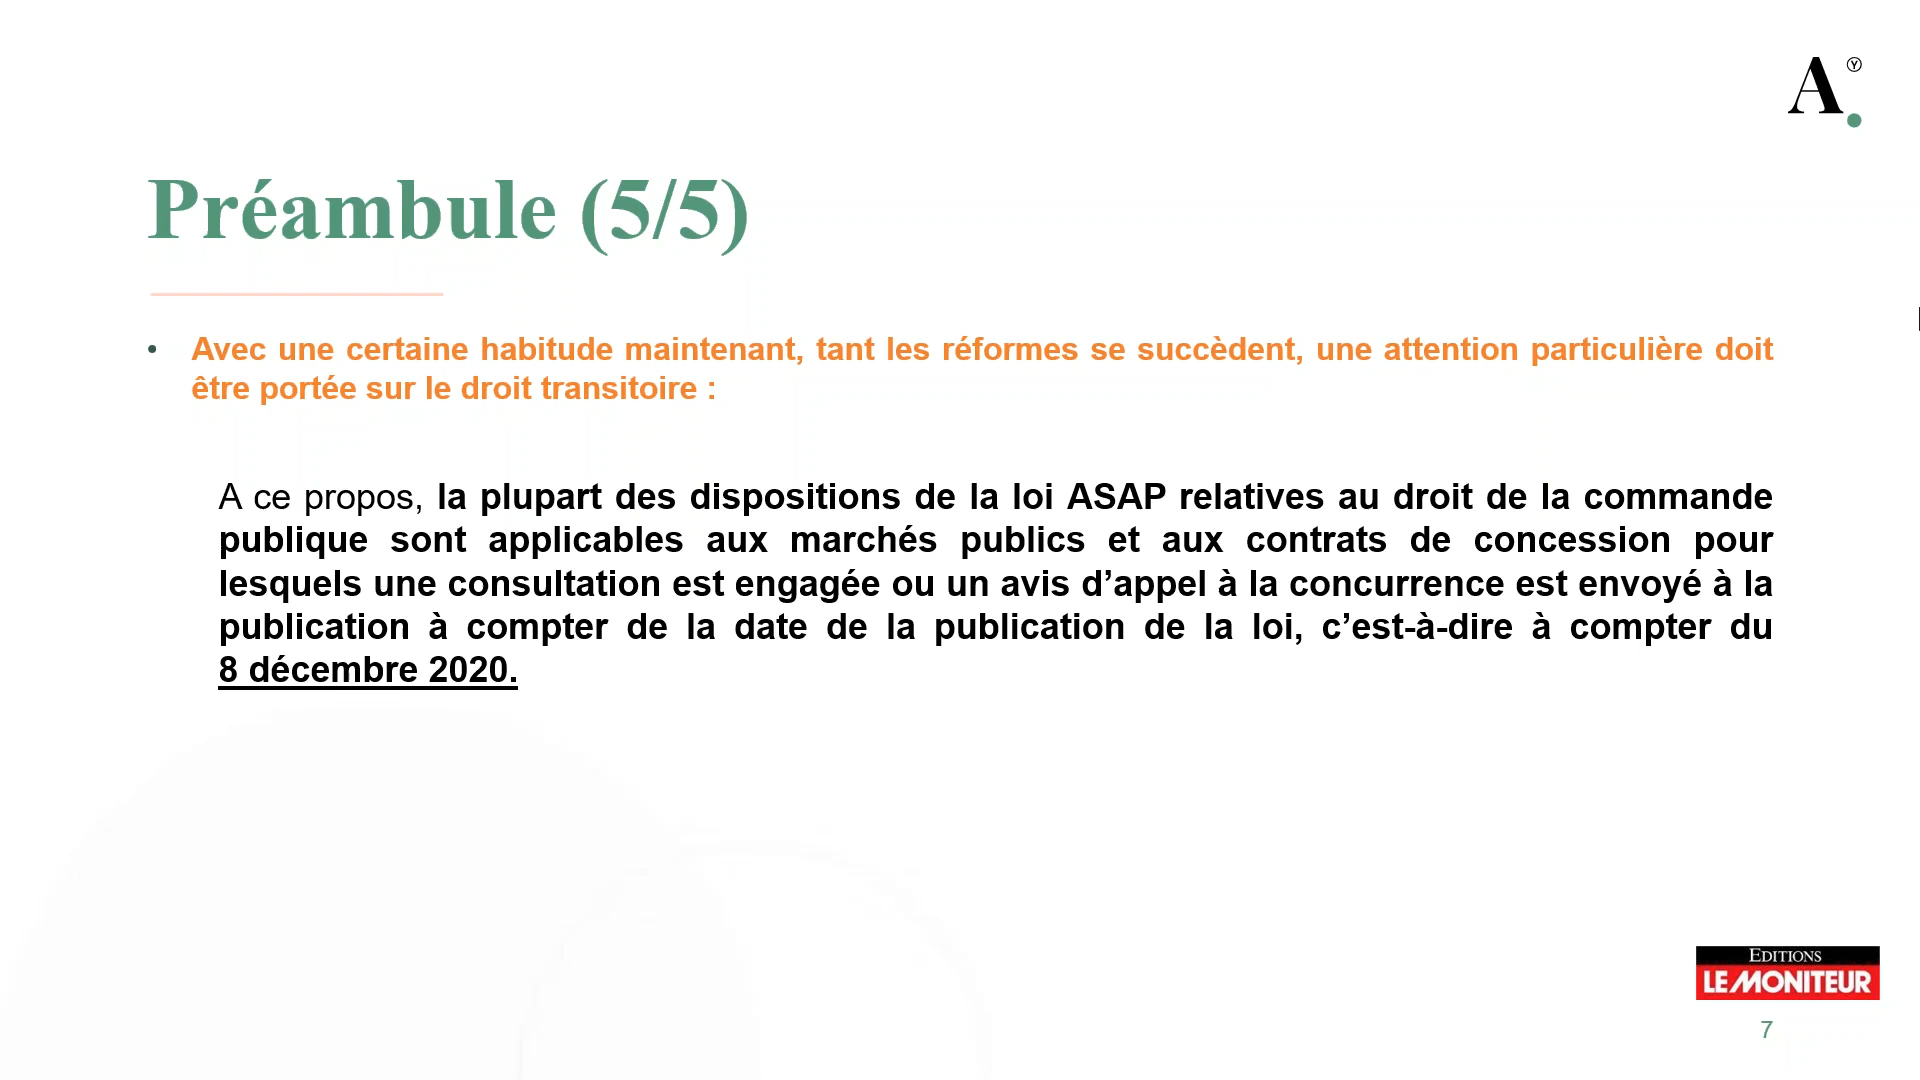 A Y
Préambule (5/5)
• Avec une certaine habitude maintenant, tant les réformes se succèdent, une attention particulière doit
être portée sur le droit transitoire :
A ce propos, la plupart des dispositions de la loi ASAP relatives au droit de la commande
publique sont applicables aux marchés publics et aux contrats de concession pour
lesquels une consultation est engagée ou un avis d’appel à la concurrence est envoyé à la
publication à compter de la date de la publication de la loi, c’est-à-dire à compter du
8 décembre 2020.
EDITIONS
LE MONITEUR
7